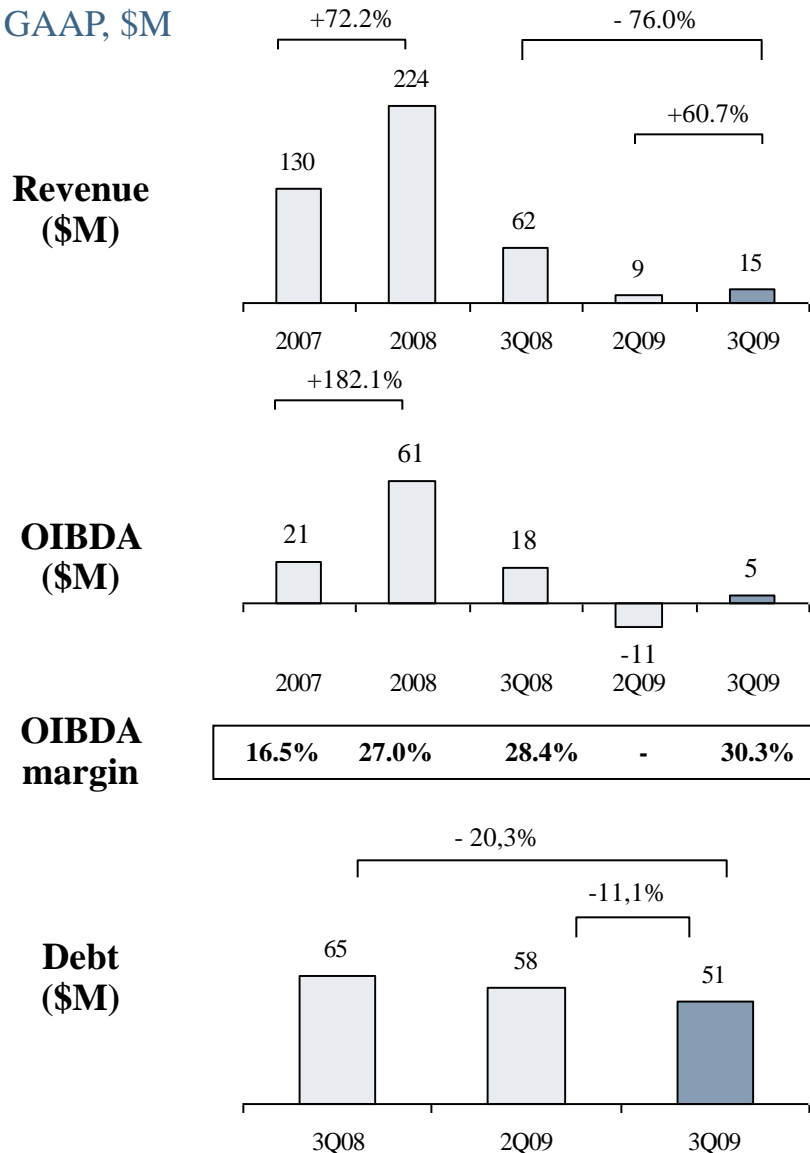 GAAP, $M
+72.2%
- 76.0%
+60.7%
Revenue
($M)
130
224
62
9
15
2007 2008 3Q08 2Q09 3Q09
+182.1%
OIBDA
($M)
21
61
18
-11
5
2007 2008 3Q08 2Q09 3Q09
OIBDA
margin
16.5% 27.0% 28.4% - 30.3%
- 20,3%
-11,1%
Debt
($M)
65
58
51
3Q08 2Q09 3Q09